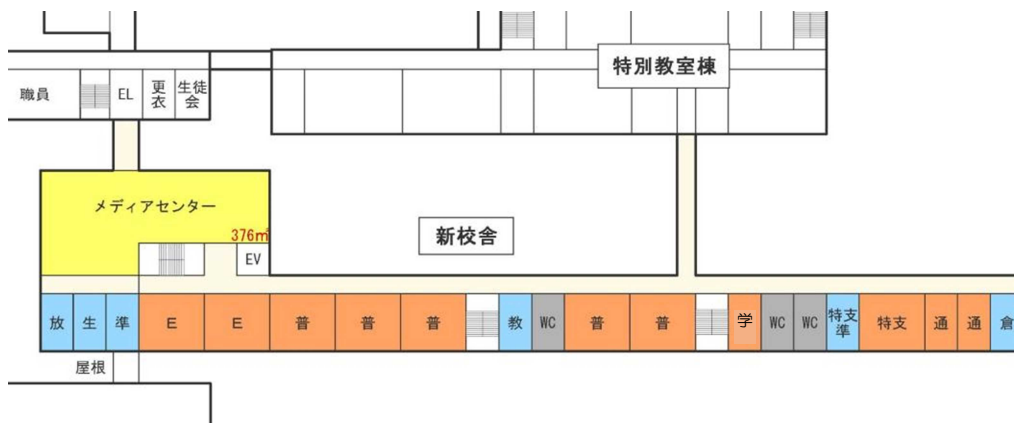 特別教室棟
職員
EL
更
衣
生徒
会
メディアセンター
376㎡
新校舎
EV
放
生
準
E
E
普
普
普
教
WC
普
普
学
WC
WC
特支
準
特支
通
通
倉
屋根